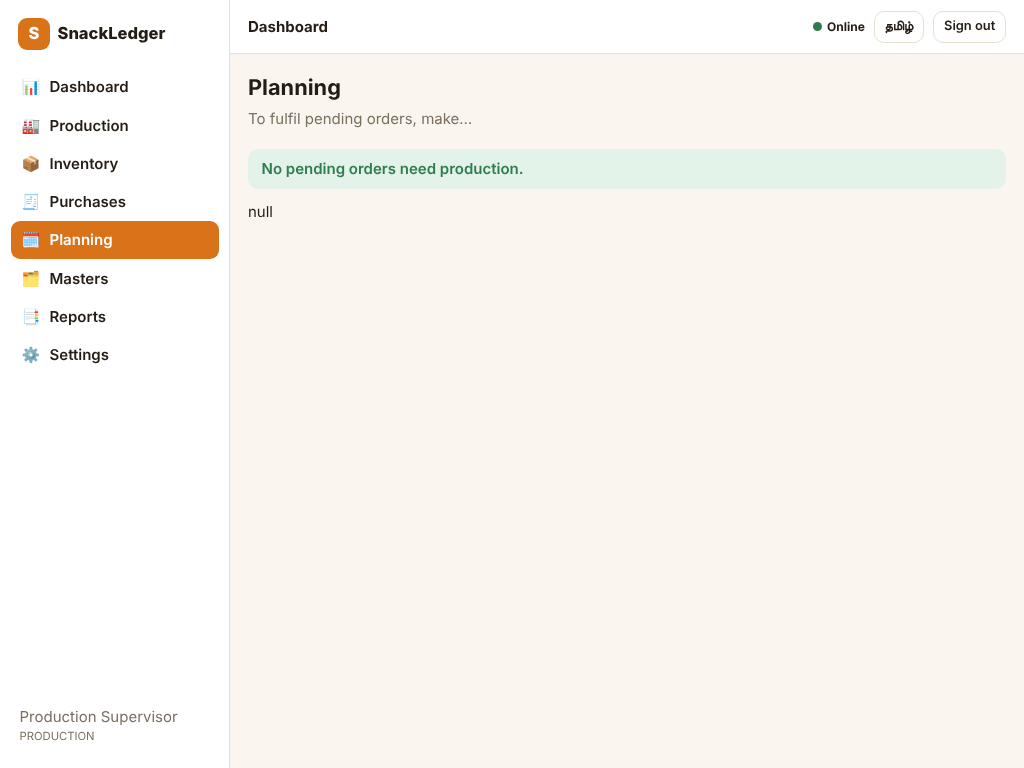 S SnackLedger
Dashboard
Production
Inventory
Purchases
Planning
Masters
Reports
Settings
Production Supervisor
PRODUCTION
Dashboard
Online
தமிழ்
Sign out
Planning
To fulfil pending orders, make…
No pending orders need production.
null